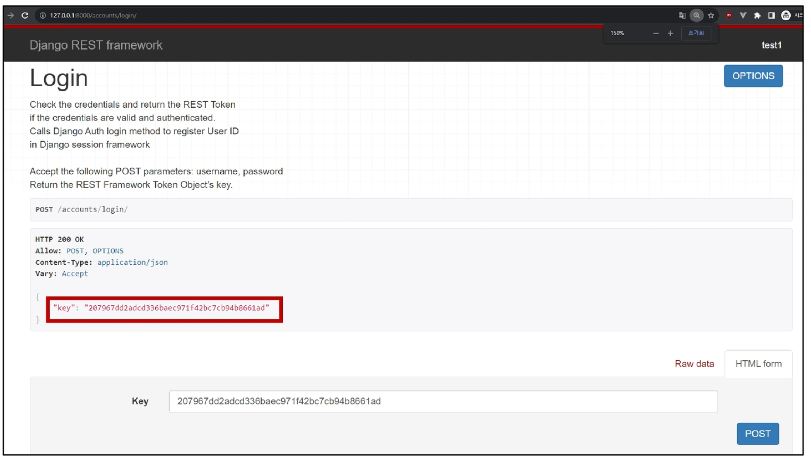 127.0.0.1:8000/accounts/login/
150%
Django REST framework
test1
Login
OPTIONS
Check the credentials and return the REST Token
if the credentials are valid and authenticated.
Calls Django Auth login method to register User ID
in Django session framework
Accept the following POST parameters: username, password
Return the REST Framework Token Object's key.
POST /accounts/login/
HTTP 200 OK
Allow: POST, OPTIONS
Content-Type: application/json
Vary: Accept
{
"key": "207967dd2adcd336baec971f42bc7cb94b8661ad"
}
Raw data
HTML form
Key
207967dd2adcd336baec971f42bc7cb94b8661ad
POST